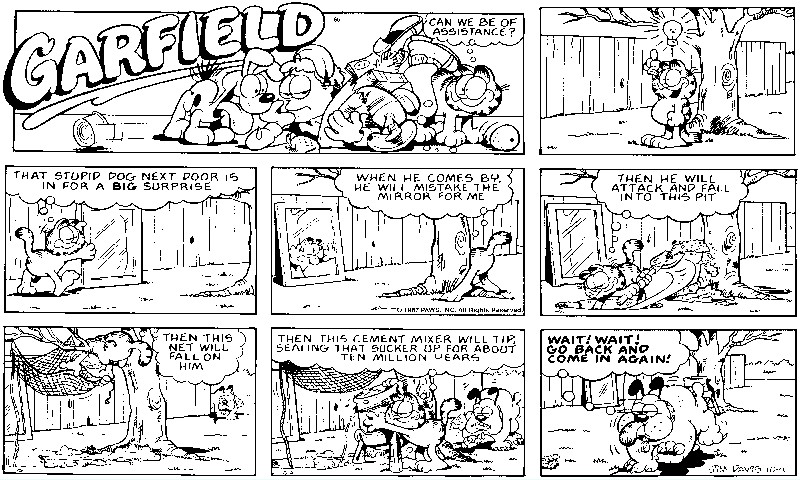 GARFIELD
CAN WE BE OF
ASSISTANCE?
THAT STUPID DOG NEXT DOOR IS
IN FOR A BIG SURPRISE
WHEN HE COMES BY,
HE WILL MISTAKE THE
MIRROR FOR ME
© 1987 PAWS, INC. All Rights Reserved.
THEN HE WILL
ATTACK AND FALL
INTO THIS PIT
THEN THIS
NET WILL
FALL ON
HIM
THEN THIS CEMENT MIXER WILL TIP,
SEALING THAT SUCKER UP FOR ABOUT
TEN MILLION YEARS
WAIT! WAIT!
GO BACK AND
COME IN AGAIN!
JIM DAVIS